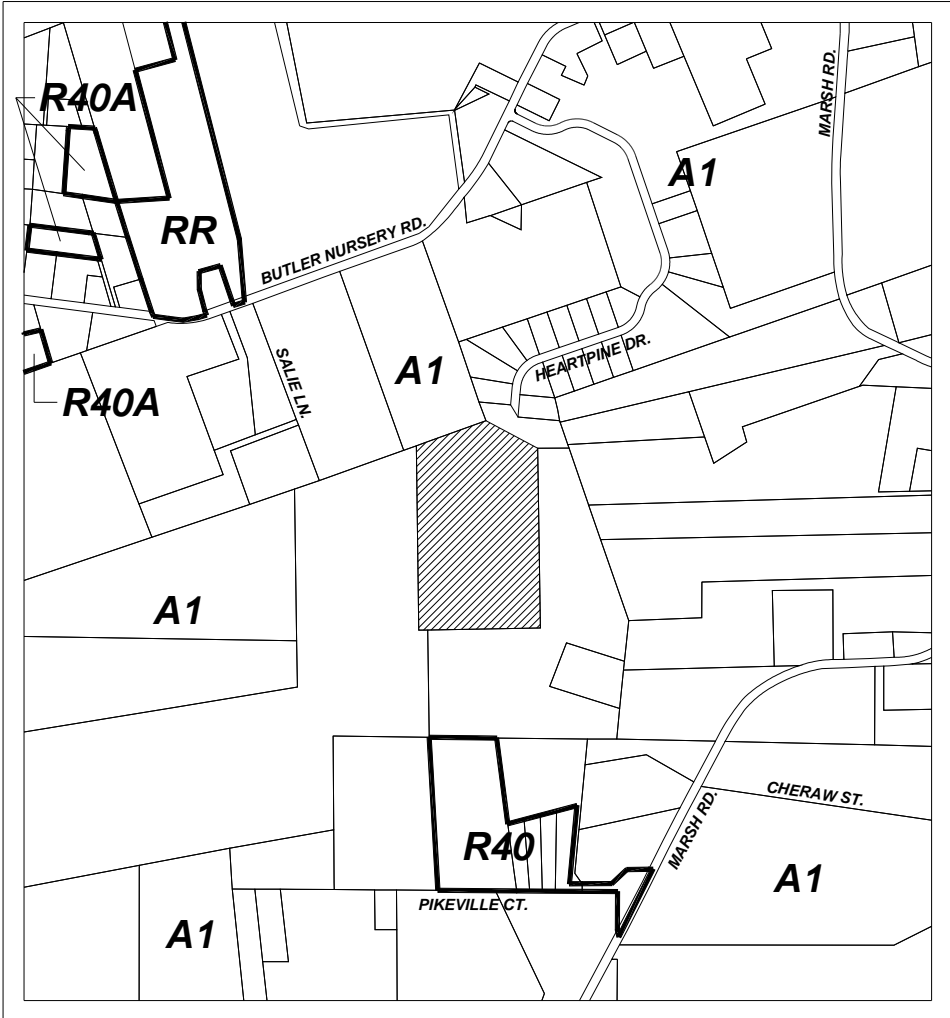 R40A
MARSH RD.
A1
RR
BUTLER NURSERY RD.
HEARTPINE DR.
SALIE LN.
A1
R40A
A1
CHERAW ST.
MARSH RD.
R40
A1
PIKEVILLE CT.
A1